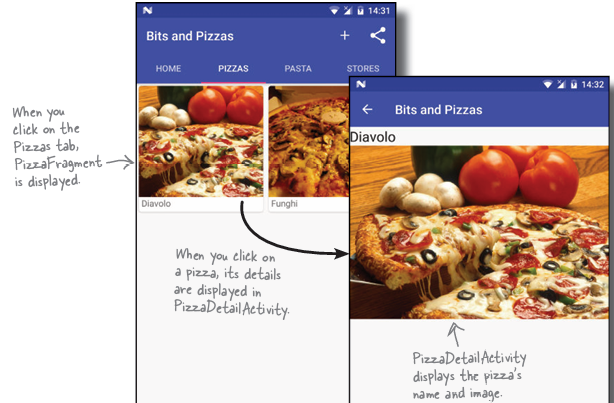 14:31
Bits and Pizzas
HOME PIZZAS PASTA STORES
When you
click on the
Pizzas tab,
PizzaFragment
is displayed.
Diavolo
Funghi
When you click on
a pizza, its details
are displayed in
PizzaDetailActivity.
14:32
Bits and Pizzas
Diavolo
PizzaDetailActivity
displays the pizza's
name and image.